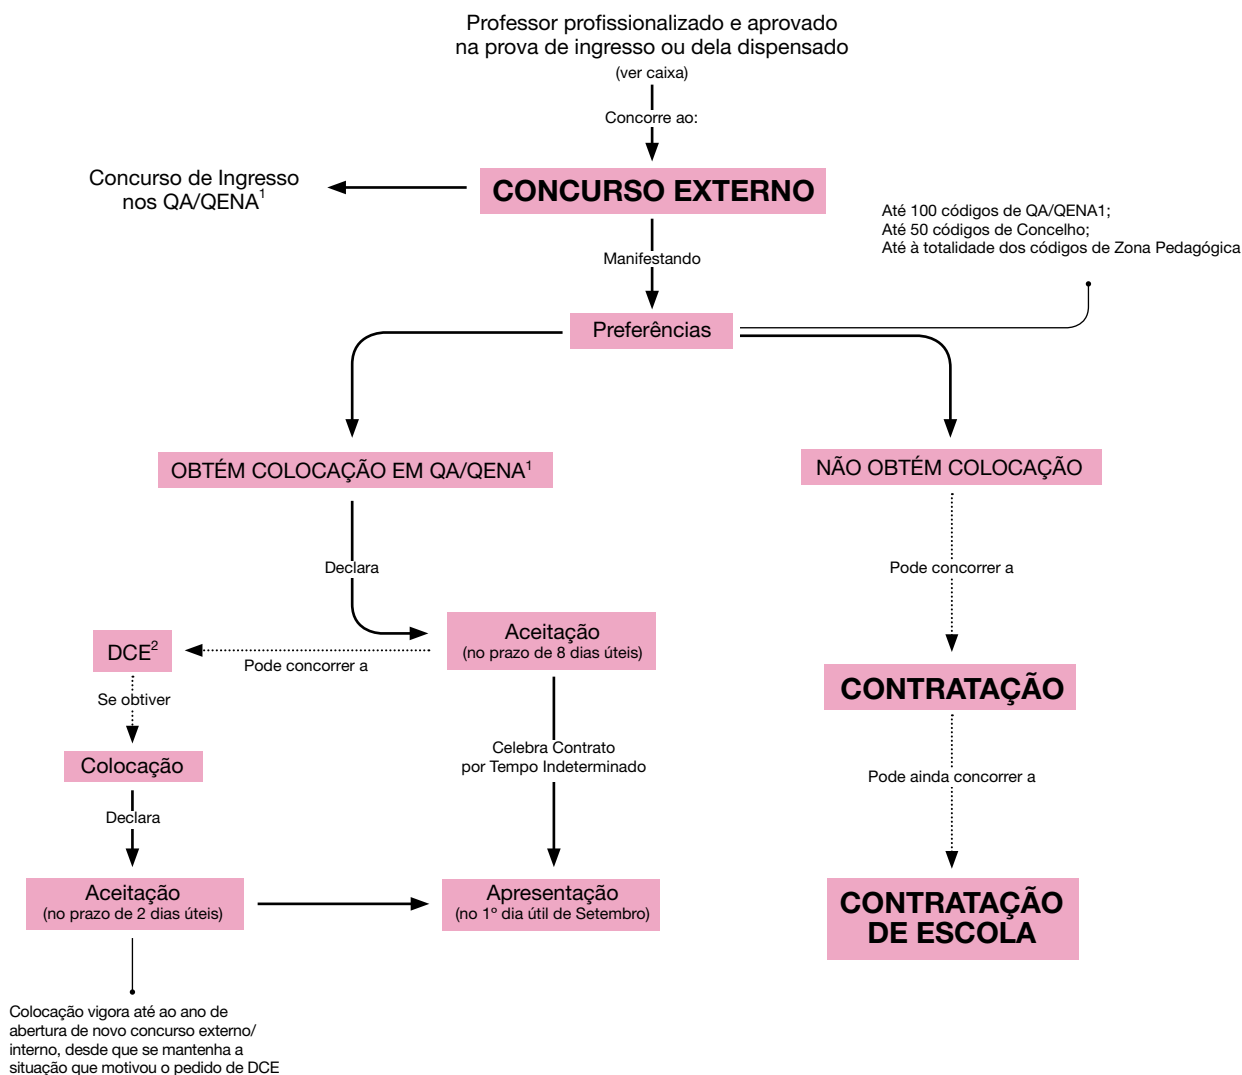 Professor profissionalizado e aprovado
na prova de ingresso ou dela dispensado
(ver caixa)
Concorre ao:
Concurso de Ingresso
nos QA/QENA¹
CONCURSO EXTERNO
Até 100 códigos de QA/QENA1;
Até 50 códigos de Concelho;
Até à totalidade dos códigos de Zona Pedagógica
Manifestando
Preferências
OBTÉM COLOCAÇÃO EM QA/QENA¹
NÃO OBTÉM COLOCAÇÃO
Declara
Pode concorrer a
Aceitação
(no prazo de 8 dias úteis)
DCE²
Pode concorrer a
Se obtiver
CONTRATAÇÃO
Colocação
Celebra Contrato
por Tempo Indeterminado
Pode ainda concorrer a
Declara
Aceitação
(no prazo de 2 dias úteis)
Apresentação
(no 1º dia útil de Setembro)
CONTRATAÇÃO
DE ESCOLA
Colocação vigora até ao ano de
abertura de novo concurso externo/
interno, desde que se mantenha a
situação que motivou o pedido de DCE